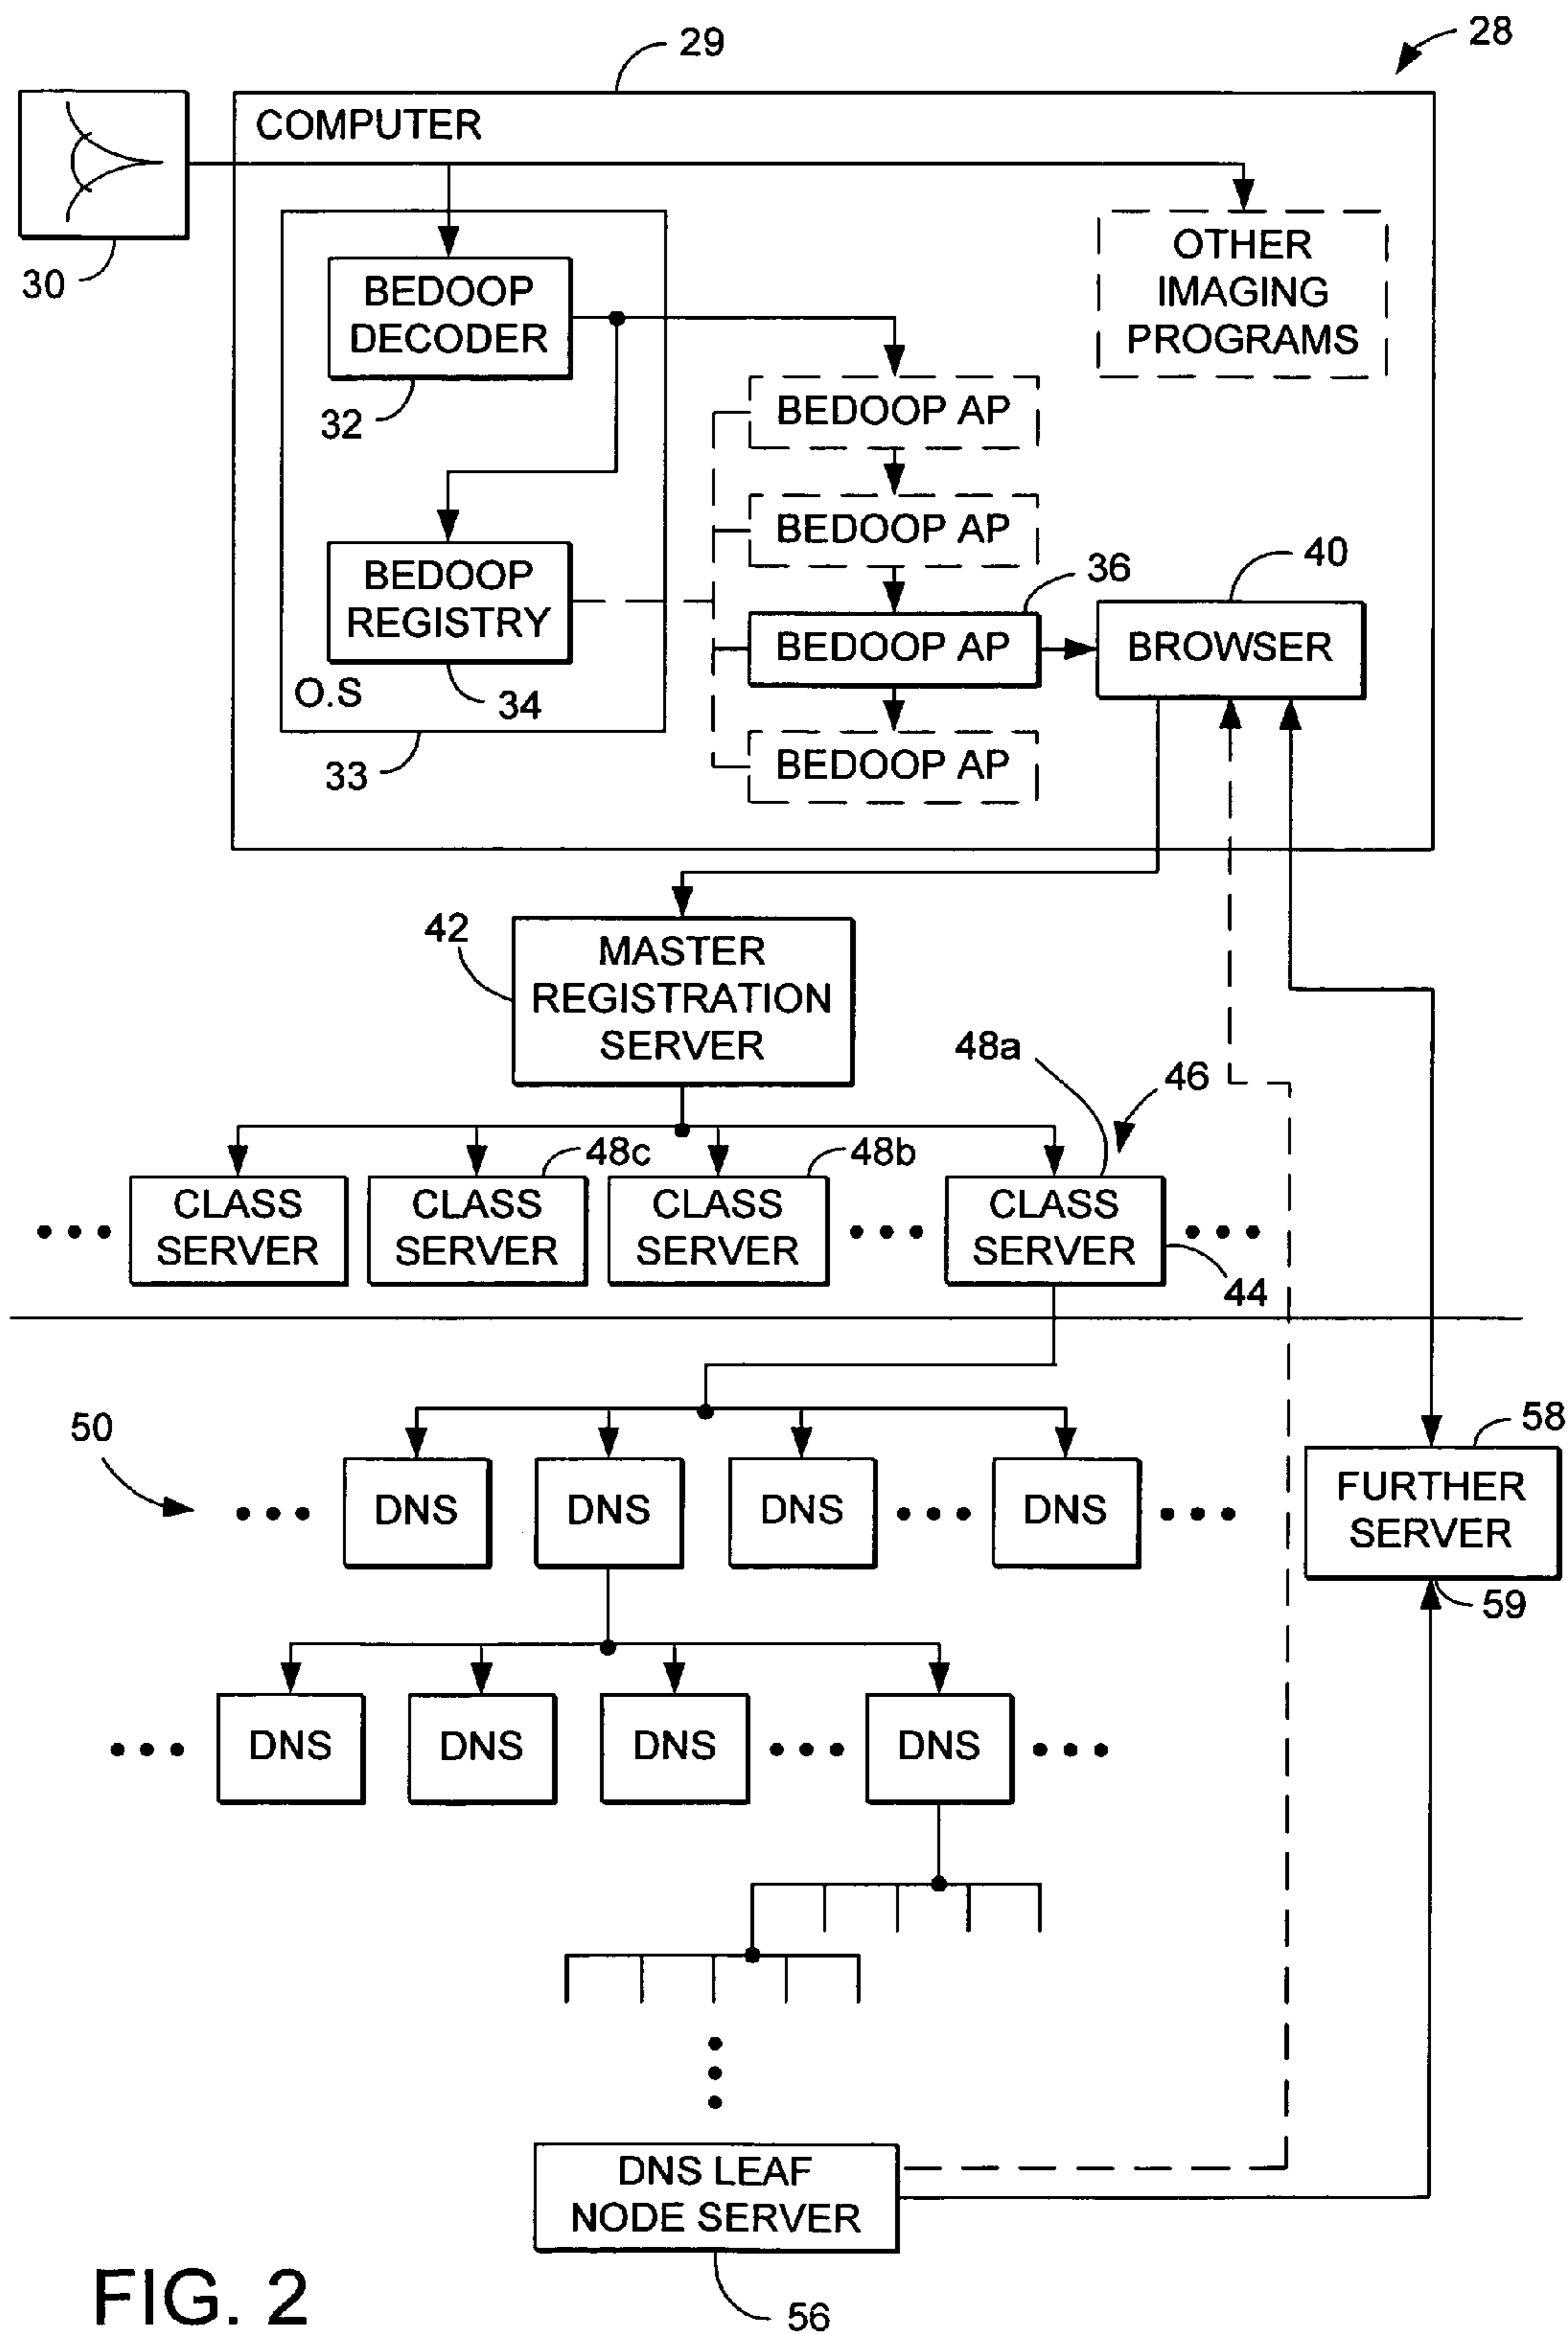 28
29
COMPUTER
30
OTHER
IMAGING
PROGRAMS
BEDOOP
DECODER
32
BEDOOP AP
BEDOOP AP
36
40
BEDOOP
REGISTRY
BEDOOP AP
BROWSER
O.S
34
33
BEDOOP AP
42
MASTER
REGISTRATION
SERVER
48a
46
48c
48b
CLASS
SERVER
CLASS
SERVER
CLASS
SERVER
CLASS
SERVER
44
50
58
DNS
DNS
DNS
DNS
FURTHER
SERVER
59
DNS
DNS
DNS
DNS
DNS LEAF
NODE SERVER
56
FIG. 2